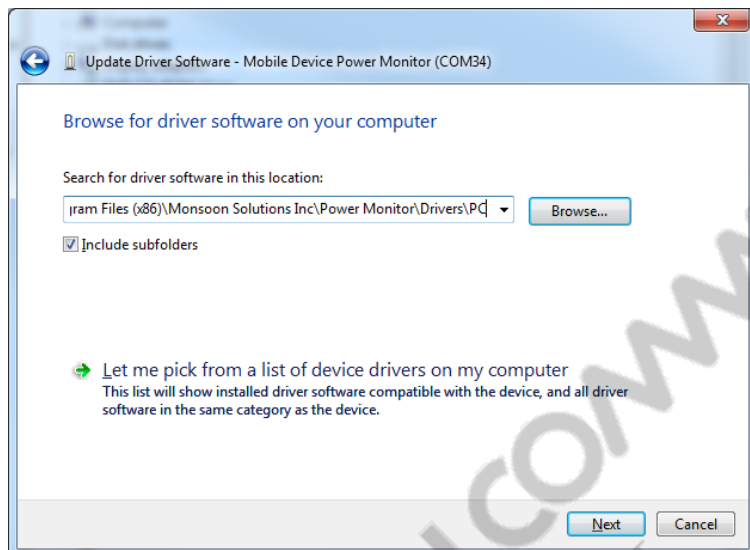 Computer
Update Driver Software - Mobile Device Power Monitor (COM34)
Browse for driver software on your computer
Search for driver software in this location:
ram Files (x86)\Monsoon Solutions Inc\Power Monitor\Drivers\PC
Browse...
Include subfolders
Let me pick from a list of device drivers on my computer
This list will show installed driver software compatible with the device, and all driver
software in the same category as the device.
Next Cancel